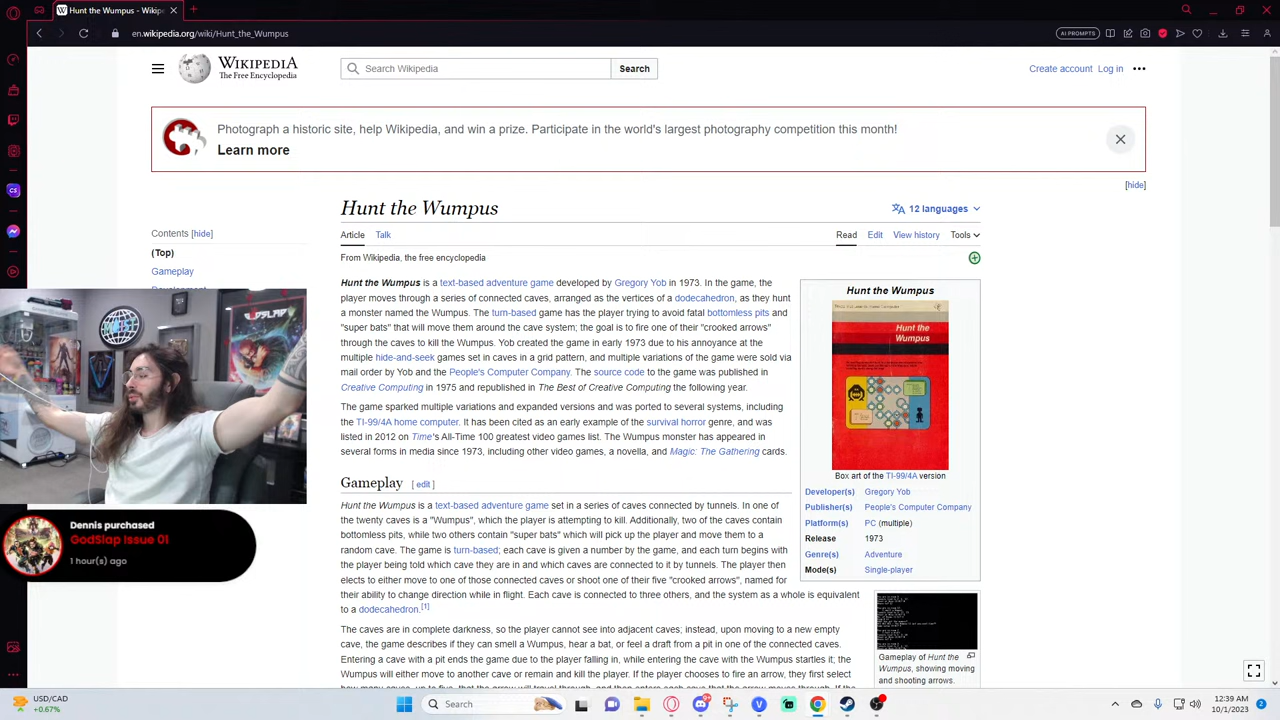 Hunt the Wumpus - Wikip
en.wikipedia.org/wiki/Hunt_the_Wumpus
AI PROMPTS
WIKIPEDIA
The Free Encyclopedia
Search Wikipedia
Search
Create account Log in
Photograph a historic site, help Wikipedia, and win a prize. Participate in the world's largest photography competition this month!
Learn more
[hide]
Hunt the Wumpus
12 languages
Contents [hide]
(Top)
Gameplay
Article Talk
Read Edit View history Tools
From Wikipedia, the free encyclopedia
Hunt the Wumpus is a text-based adventure game developed by Gregory Yob in 1973. In the game, the
player moves through a series of connected caves, arranged as the vertices of a dodecahedron, as they hunt
a monster named the Wumpus. The turn-based game has the player trying to avoid fatal bottomless pits and
"super bats" that will move them around the cave system; the goal is to fire one of their "crooked arrows"
through the caves to kill the Wumpus. Yob created the game in early 1973 due to his annoyance at the
multiple hide-and-seek games set in caves in a grid pattern, and multiple variations of the game were sold via
mail order by Yob and the People's Computer Company. The source code to the game was published in
Creative Computing in 1975 and republished in The Best of Creative Computing the following year.
The game sparked multiple variations and expanded versions and was ported to several systems, including
the TI-99/4A home computer. It has been cited as an early example of the survival horror genre, and was
listed in 2012 on Time's All-Time 100 greatest video games list. The Wumpus monster has appeared in
several forms in media since 1973, including other video games, a novella, and Magic: The Gathering cards.
Gameplay [ edit ]
Hunt the Wumpus is a text-based adventure game set in a series of caves connected by tunnels. In one of
the twenty caves is a "Wumpus", which the player is attempting to kill. Additionally, two of the caves contain
bottomless pits, while two others contain "super bats" which will pick up the player and move them to a
random cave. The game is turn-based; each cave is given a number by the game, and each turn begins with
the player being told which cave they are in and which caves are connected to it by tunnels. The player then
elects to either move to one of those connected caves or shoot one of their five "crooked arrows", named for
their ability to change direction while in flight. Each cave is connected to three others, and the system as a whole is equivalent
to a dodecahedron.[1]
The caves are in complete darkness, so the player cannot see into adjacent caves; instead, upon moving to a new empty
cave, the game describes if they can smell a Wumpus, hear a bat, or feel a draft from a pit in one of the connected caves.
Entering a cave with a pit ends the game due to the player falling in, while entering the cave with the Wumpus startles it; the
Wumpus will either move to another cave or remain and kill the player. If the player chooses to fire an arrow, they first select
Hunt the Wumpus
Hunt the
Wumpus
Box art of the TI-99/4A version
Developer(s) Gregory Yob
Publisher(s) People's Computer Company
Platform(s) PC (multiple)
Release 1973
Genre(s) Adventure
Mode(s) Single-player
Gameplay of Hunt the
Wumpus, showing moving
and shooting arrows.
Dennis purchased
GodSlap Issue 01
1 hour(s) ago
USD/CAD
+0.67%
Search
12:39 AM
10/1/2023